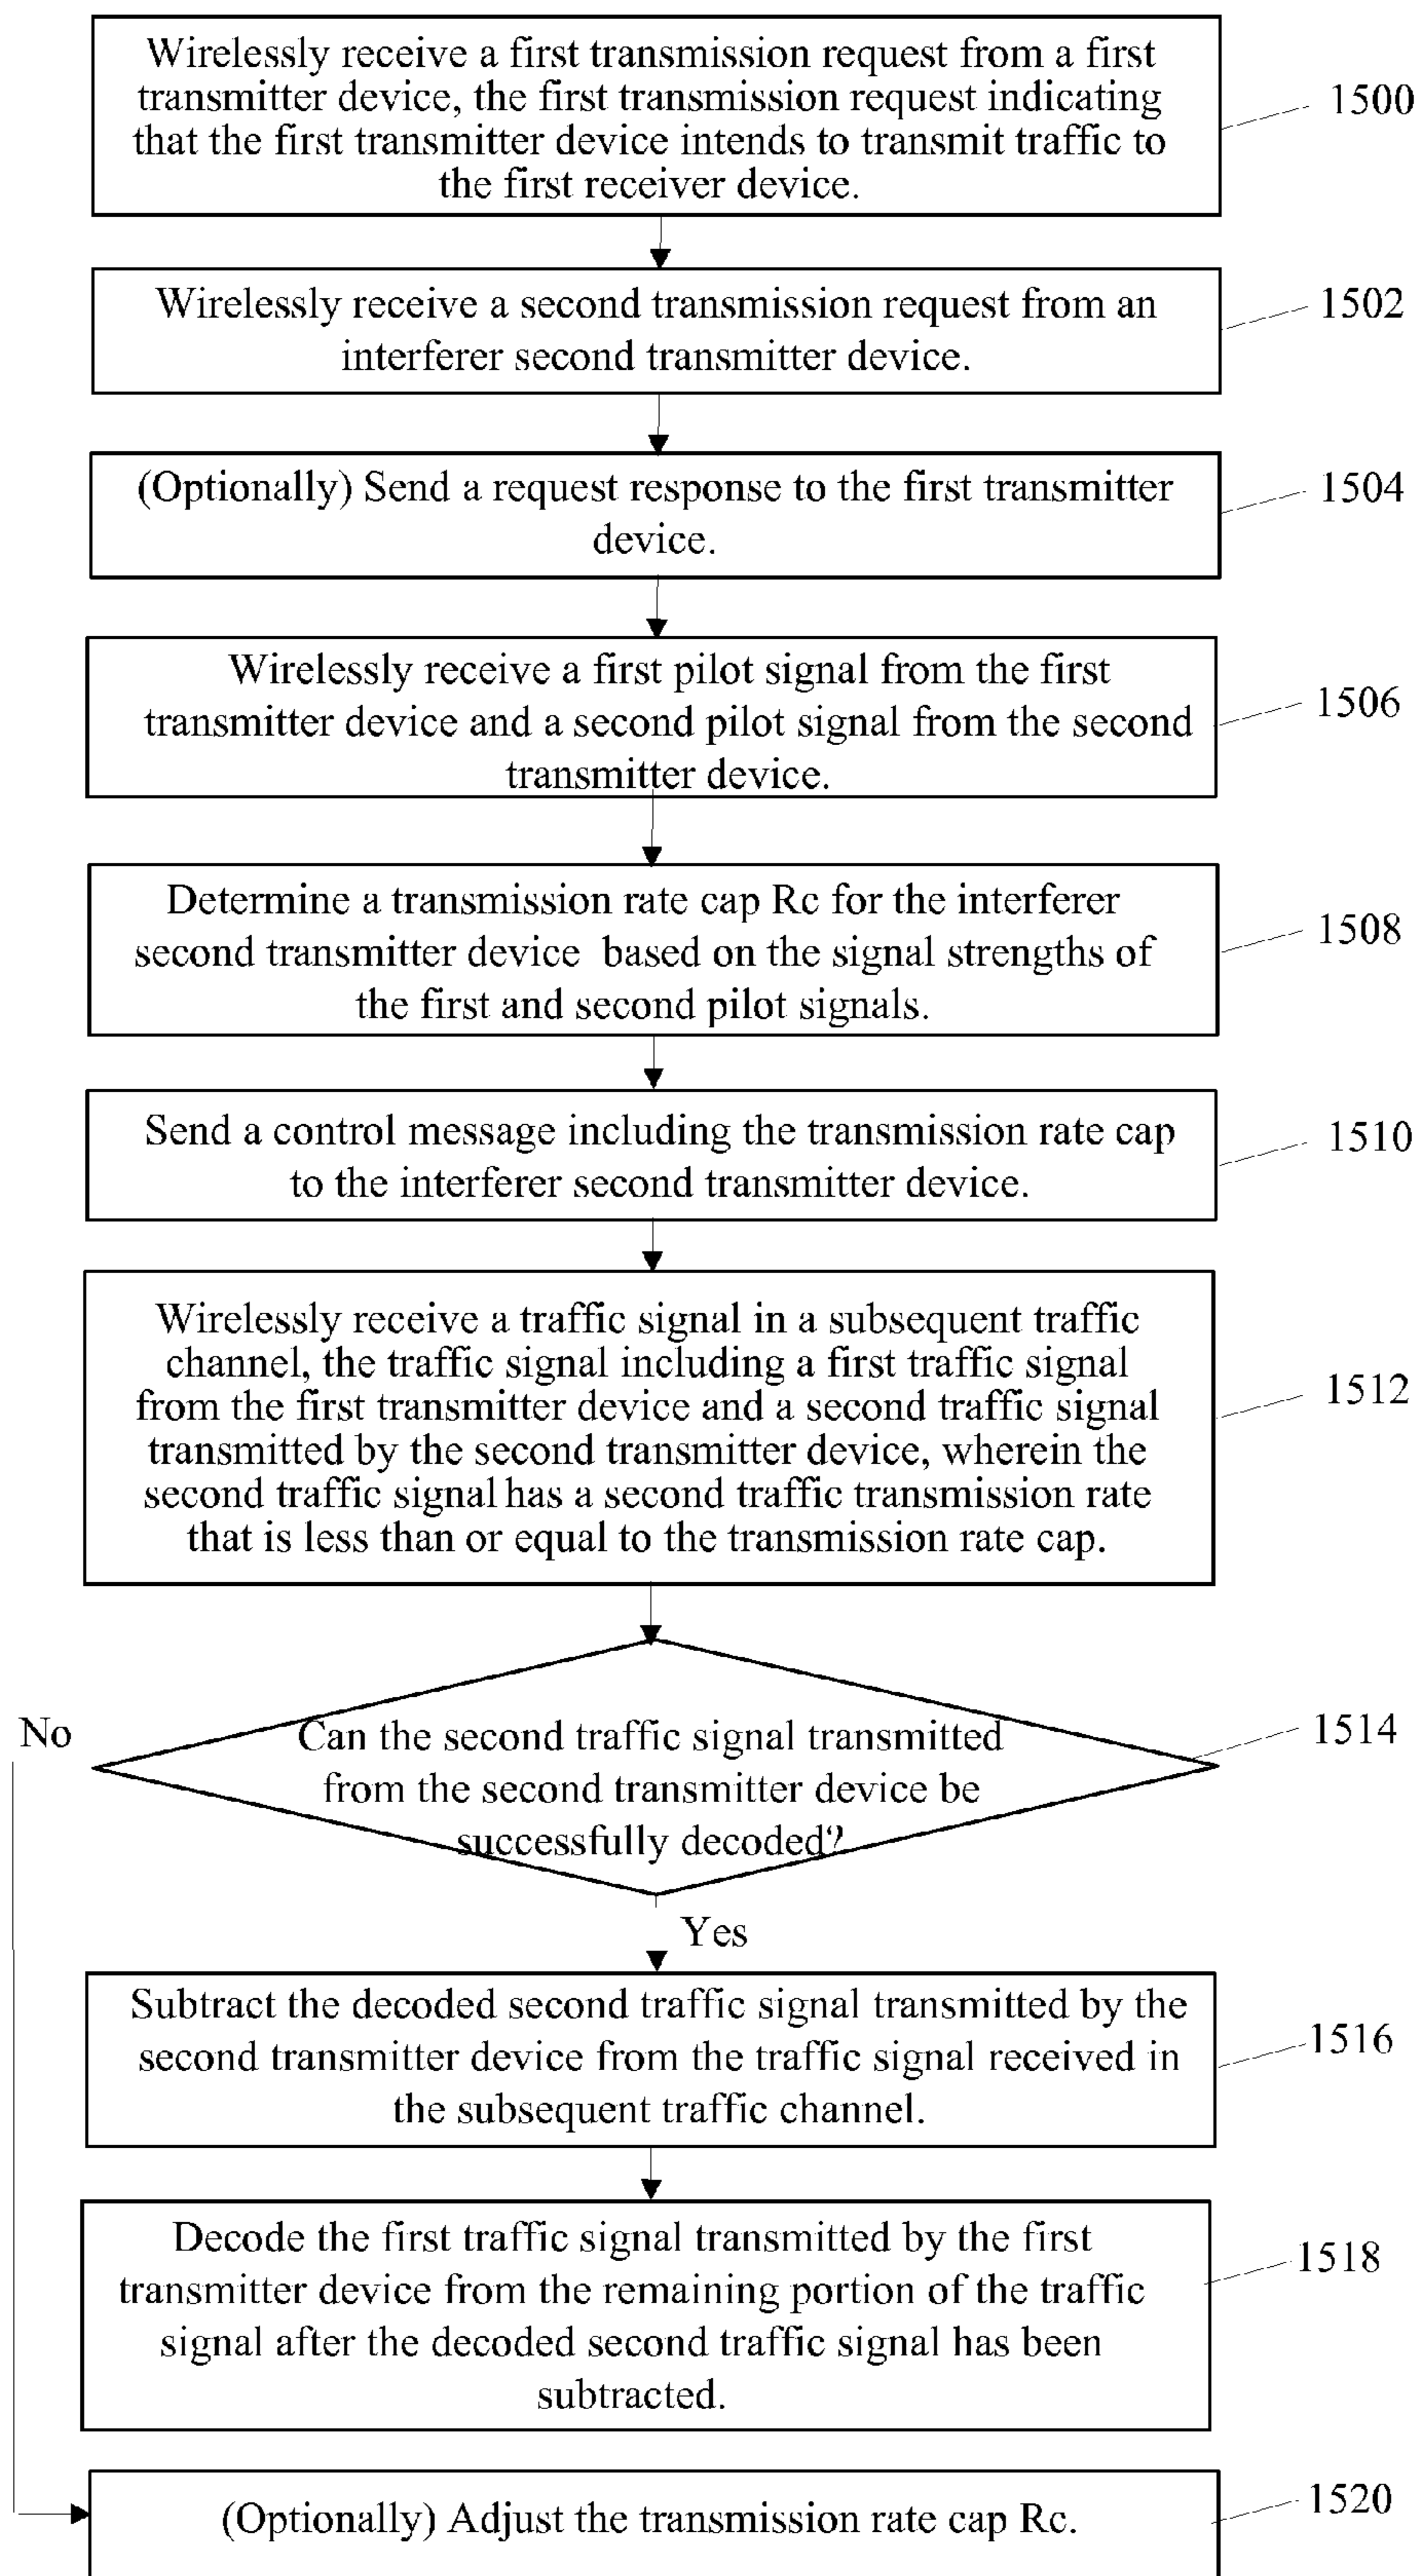 Wirelessly receive a first transmission request from a first
transmitter device, the first transmission request indicating
that the first transmitter device intends to transmit traffic to
the first receiver device.
1500
Wirelessly receive a second transmission request from an
interferer second transmitter device.
1502
(Optionally) Send a request response to the first transmitter
device.
1504
Wirelessly receive a first pilot signal from the first
transmitter device and a second pilot signal from the second
transmitter device.
1506
Determine a transmission rate cap Rc for the interferer
second transmitter device based on the signal strengths of
the first and second pilot signals.
1508
Send a control message including the transmission rate cap
to the interferer second transmitter device.
1510
Wirelessly receive a traffic signal in a subsequent traffic
channel, the traffic signal including a first traffic signal
from the first transmitter device and a second traffic signal
transmitted by the second transmitter device, wherein the
second traffic signal has a second traffic transmission rate
that is less than or equal to the transmission rate cap.
1512
No
Can the second traffic signal transmitted
from the second transmitter device be
successfully decoded?
1514
Yes
Subtract the decoded second traffic signal transmitted by the
second transmitter device from the traffic signal received in
the subsequent traffic channel.
1516
Decode the first traffic signal transmitted by the first
transmitter device from the remaining portion of the traffic
signal after the decoded second traffic signal has been
subtracted.
1518
(Optionally) Adjust the transmission rate cap Rc.
1520